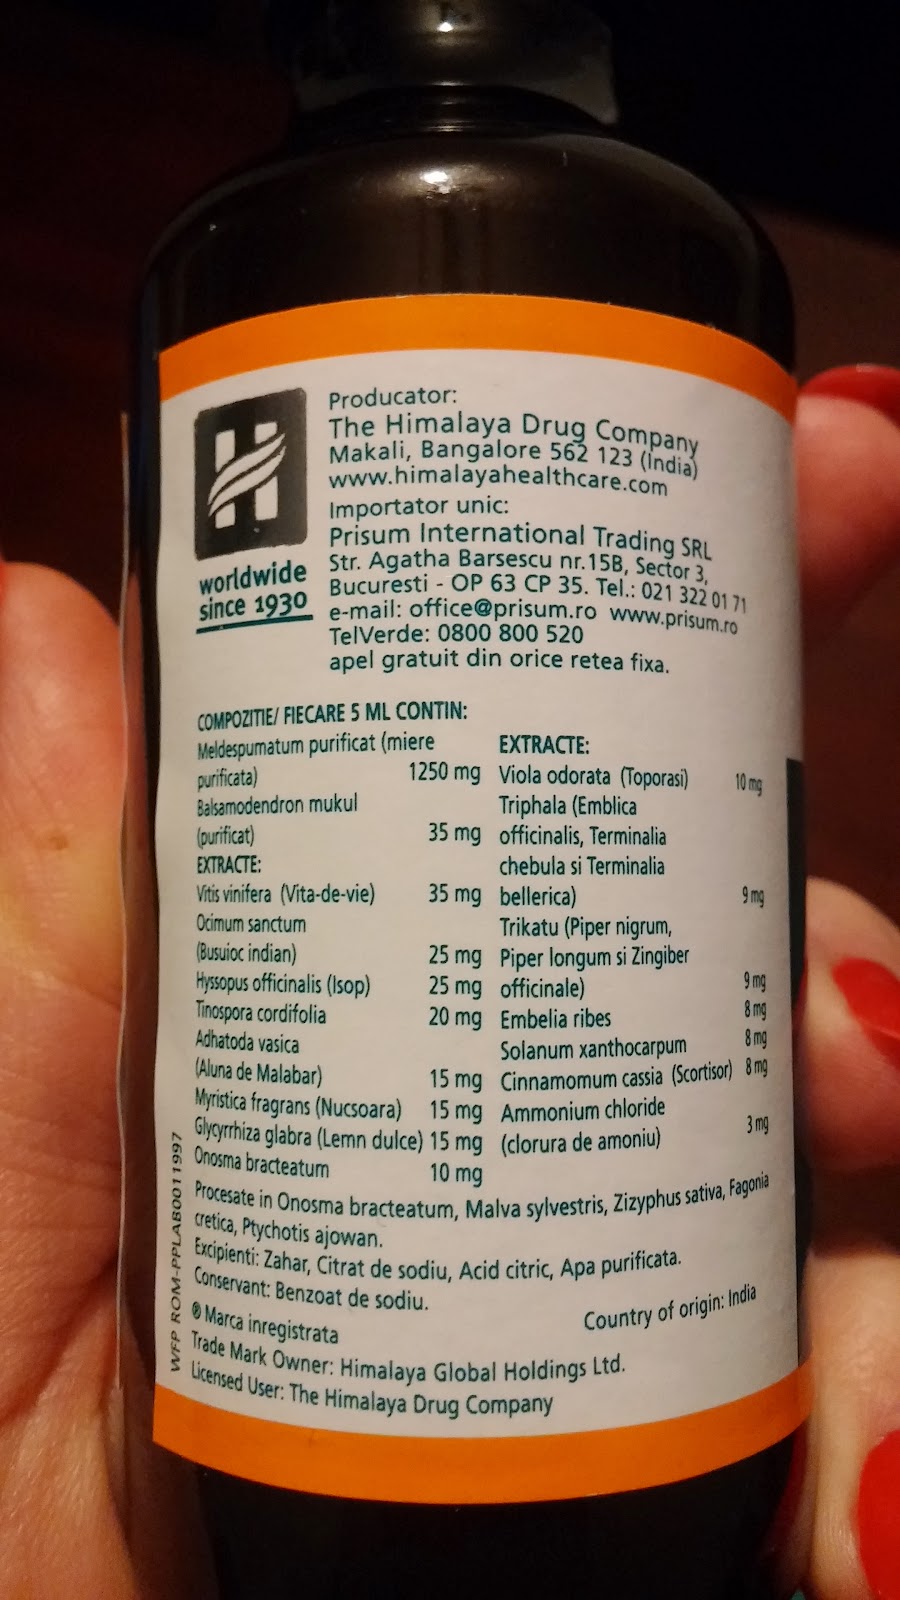 Producator:
The Himalaya Drug Company
Makali, Bangalore 562 123 (India)
www.himalayahealthcare.com
Importator unic:
Prisum International Trading SRL
Str. Agatha Barsescu nr.15B, Sector 3,
Bucuresti - OP 63 CP 35. Tel.: 021 322 01 71
e-mail: office@prisum.ro www.prisum.ro
TelVerde: 0800 800 520
apel gratuit din orice retea fixa.
worldwide
since 1930
COMPOZITIE/ FIECARE 5 ML CONTIN:
Meldespumatum purificat (miere
purificata) 1250 mg
Balsamodendron mukul
(purificat) 35 mg
EXTRACTE:
Vitis vinifera (Vita-de-vie) 35 mg
Ocimum sanctum
(Busuioc indian) 25 mg
Hyssopus officinalis (Isop) 25 mg
Tinospora cordifolia 20 mg
Adhatoda vasica
(Aluna de Malabar) 15 mg
Myristica fragrans (Nucsoara) 15 mg
Glycyrrhiza glabra (Lemn dulce) 15 mg
Onosma bracteatum 10 mg
EXTRACTE:
Viola odorata (Toporasi) 10 mg
Triphala (Emblica
officinalis, Terminalia
chebula si Terminalia
bellerica) 9 mg
Trikatu (Piper nigrum,
Piper longum si Zingiber
officinale) 9 mg
Embelia ribes 8 mg
Solanum xanthocarpum 8 mg
Cinnamomum cassia (Scortisor) 8 mg
Ammonium chloride
(clorura de amoniu) 3 mg
Procesate in Onosma bracteatum, Malva sylvestris, Zizyphus sativa, Fagonia
cretica, Ptychotis ajowan.
Excipienti: Zahar, Citrat de sodiu, Acid citric, Apa purificata.
Conservant: Benzoat de sodiu.
® Marca inregistrata
Country of origin: India
Trade Mark Owner: Himalaya Global Holdings Ltd.
Licensed User: The Himalaya Drug Company
WFP ROM-PPLAB0011997